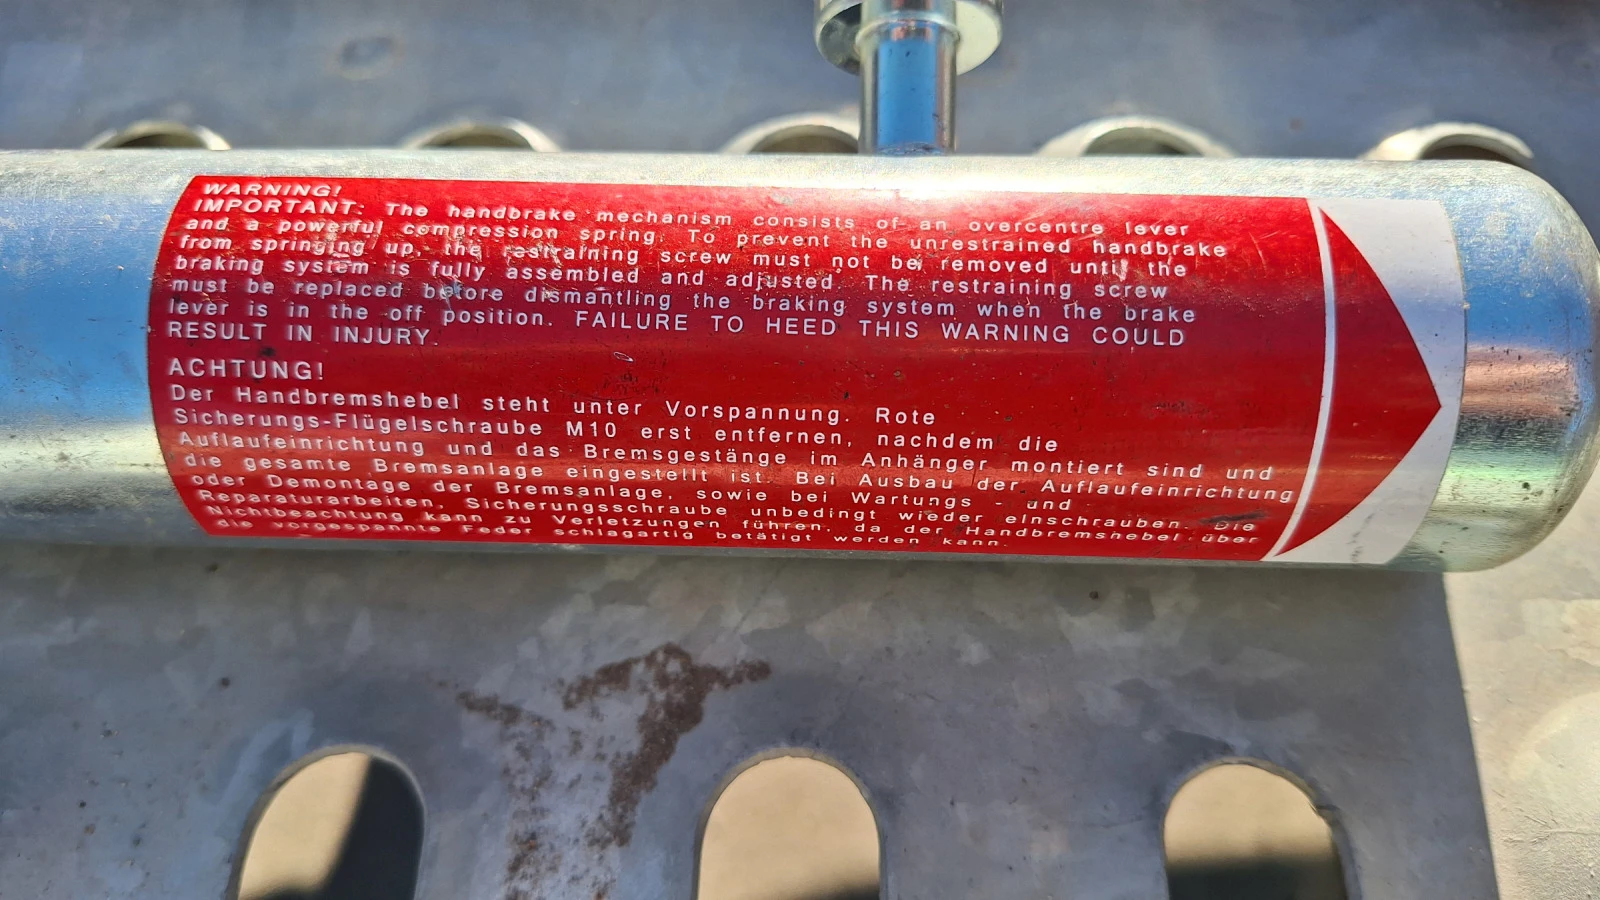 WARNING!
IMPORTANT: The handbrake mechanism consists of an overcentre lever
and a powerful compression spring. To prevent the unrestrained handbrake
from springing up, the restraining screw must not be removed until the
braking system is fully assembled and adjusted. The restraining screw
must be replaced before dismantling the braking system when the brake
lever is in the off position. FAILURE TO HEED THIS WARNING COULD
RESULT IN INJURY.
ACHTUNG!
Der Handbremshebel steht unter Vorspannung. Rote
Sicherungs-Flügelschraube M10 erst entfernen, nachdem die
Auflaufeinrichtung und das Bremsgestänge im Anhänger montiert sind und
die gesamte Bremsanlage eingestellt ist. Bei Ausbau der Auflaufeinrichtung
oder Demontage der Bremsanlage, sowie bei Wartungs - und
Reparaturarbeiten, Sicherungsschraube unbedingt wieder einschrauben. Die
Nichtbeachtung kann zu Verletzungen führen, da der Handbremshebel über
die vorgespannte Feder schlagartig betätigt werden kann.